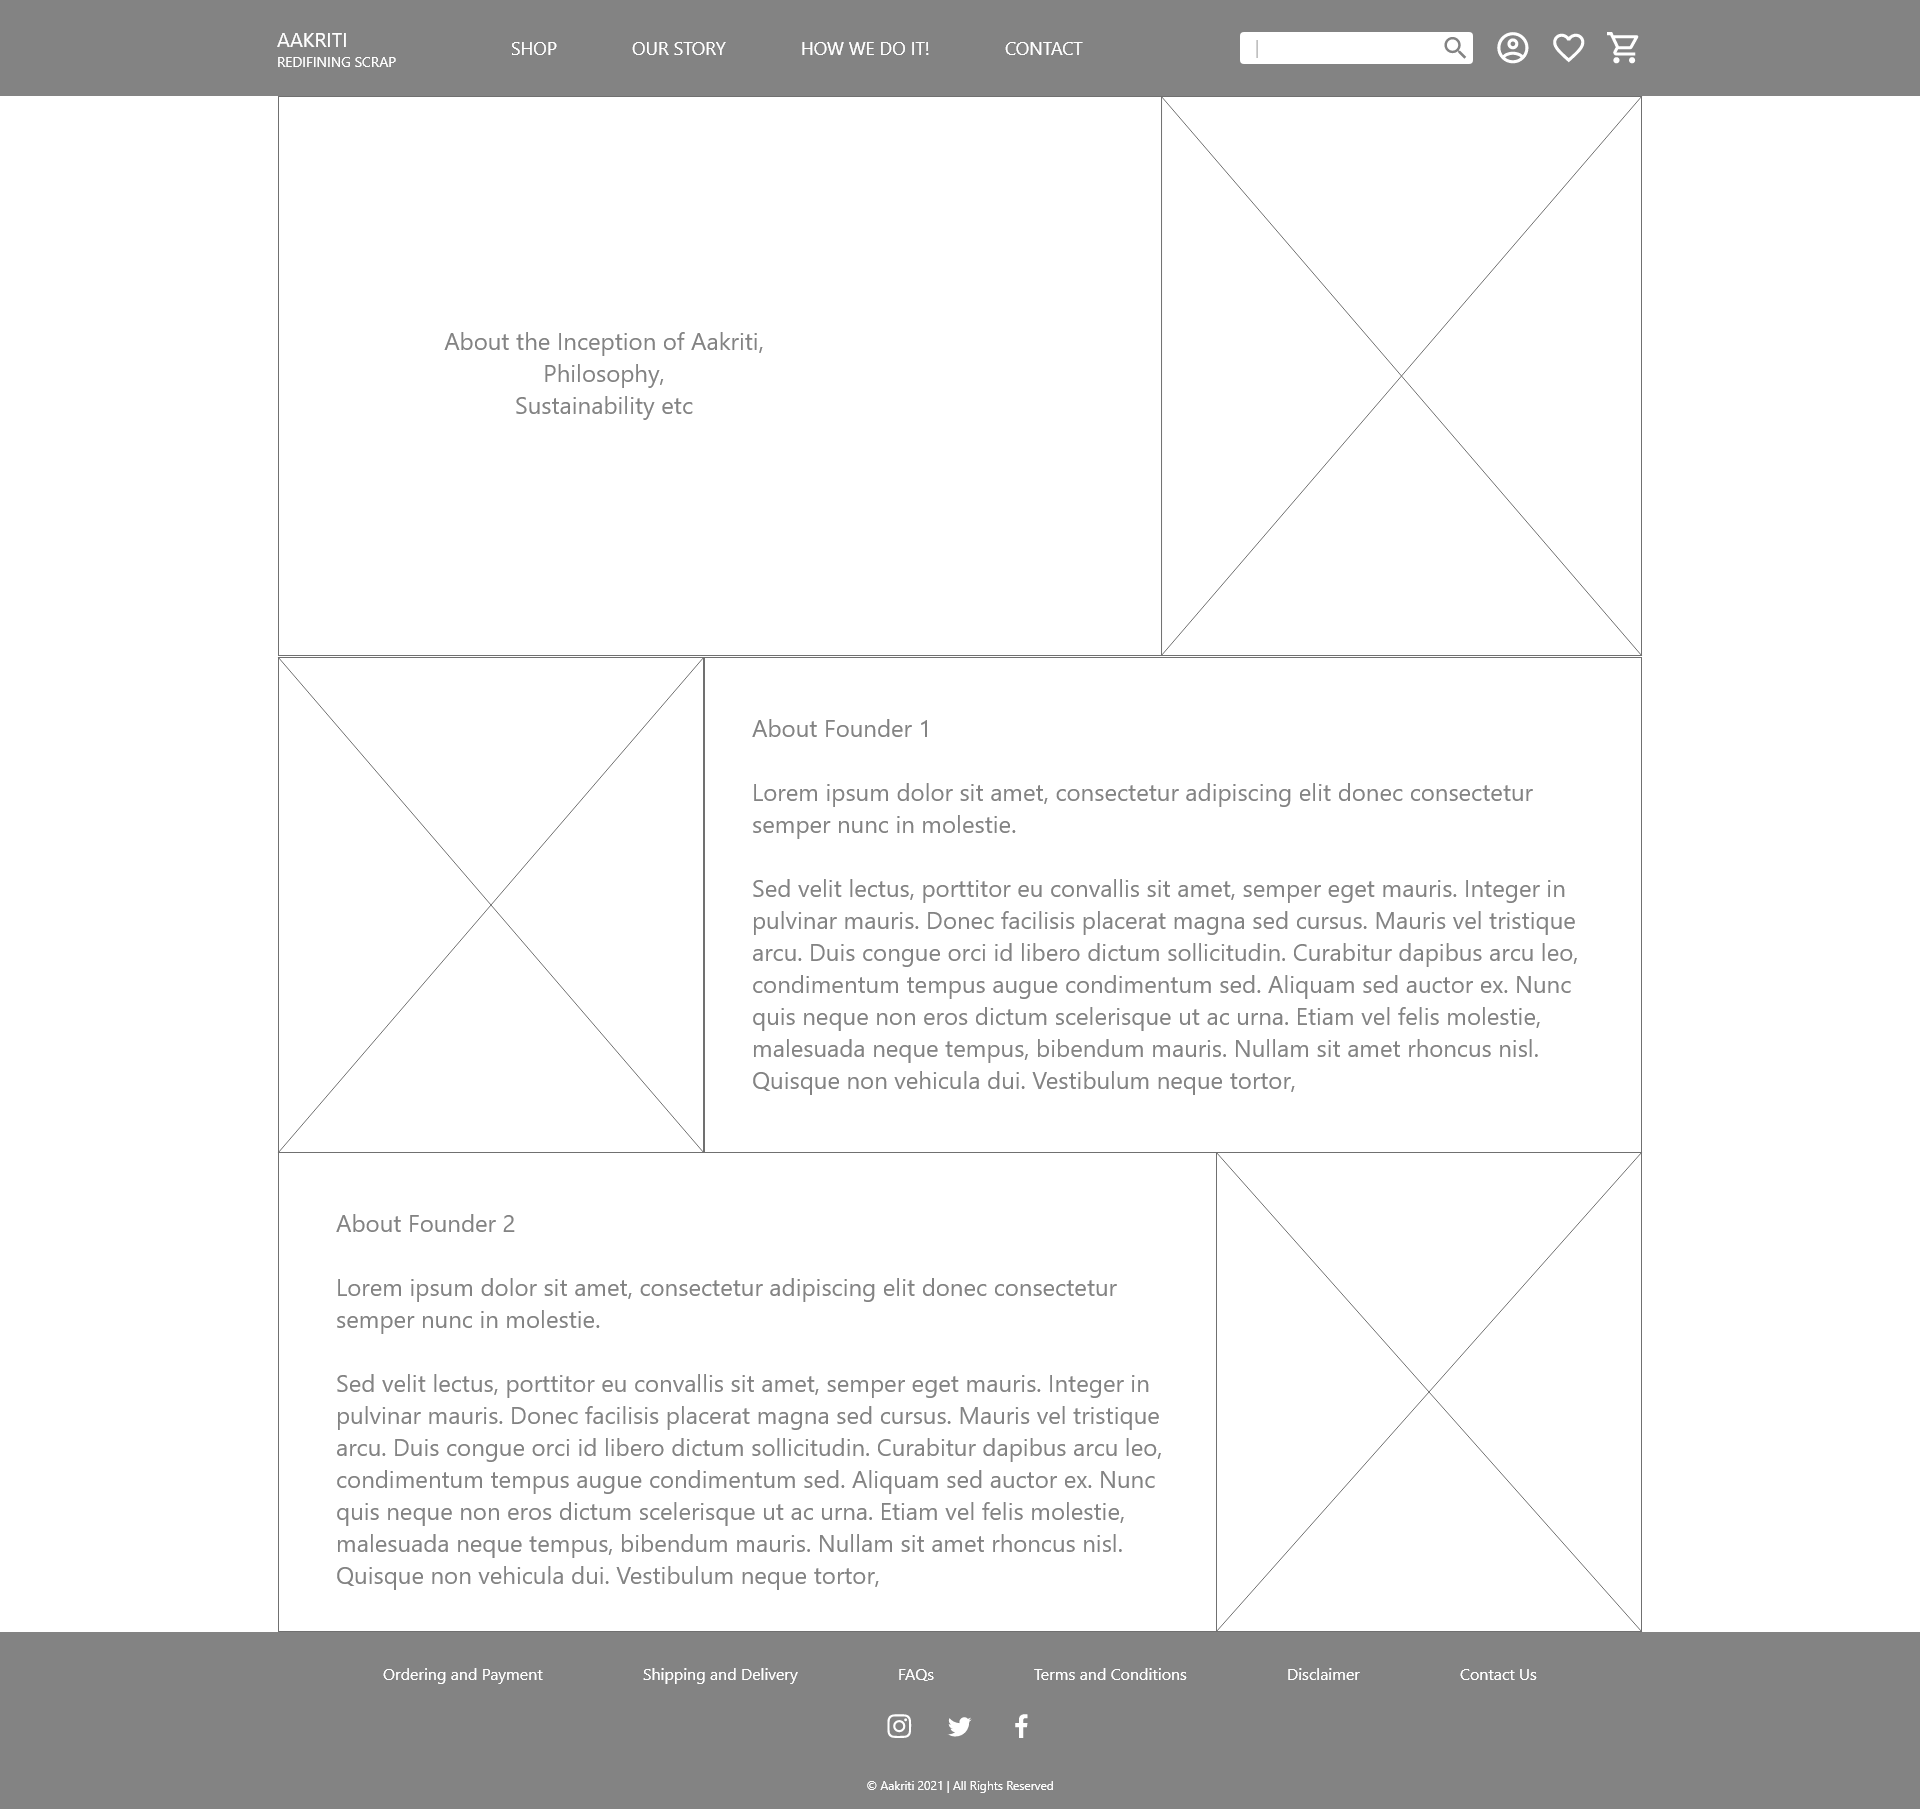 AAKRITI
REDIFINING SCRAP
SHOP
OUR STORY
HOW WE DO IT!
CONTACT
About the Inception of Aakriti,
Philosophy,
Sustainability etc
About Founder 1
Lorem ipsum dolor sit amet, consectetur adipiscing elit donec consectetur
semper nunc in molestie.
Sed velit lectus, porttitor eu convallis sit amet, semper eget mauris. Integer in
pulvinar mauris. Donec facilisis placerat magna sed cursus. Mauris vel tristique
arcu. Duis congue orci id libero dictum sollicitudin. Curabitur dapibus arcu leo,
condimentum tempus augue condimentum sed. Aliquam sed auctor ex. Nunc
quis neque non eros dictum scelerisque ut ac urna. Etiam vel felis molestie,
malesuada neque tempus, bibendum mauris. Nullam sit amet rhoncus nisl.
Quisque non vehicula dui. Vestibulum neque tortor,
About Founder 2
Lorem ipsum dolor sit amet, consectetur adipiscing elit donec consectetur
semper nunc in molestie.
Sed velit lectus, porttitor eu convallis sit amet, semper eget mauris. Integer in
pulvinar mauris. Donec facilisis placerat magna sed cursus. Mauris vel tristique
arcu. Duis congue orci id libero dictum sollicitudin. Curabitur dapibus arcu leo,
condimentum tempus augue condimentum sed. Aliquam sed auctor ex. Nunc
quis neque non eros dictum scelerisque ut ac urna. Etiam vel felis molestie,
malesuada neque tempus, bibendum mauris. Nullam sit amet rhoncus nisl.
Quisque non vehicula dui. Vestibulum neque tortor,
Ordering and Payment
Shipping and Delivery
FAQs
Terms and Conditions
Disclaimer
Contact Us
© Aakriti 2021 | All Rights Reserved